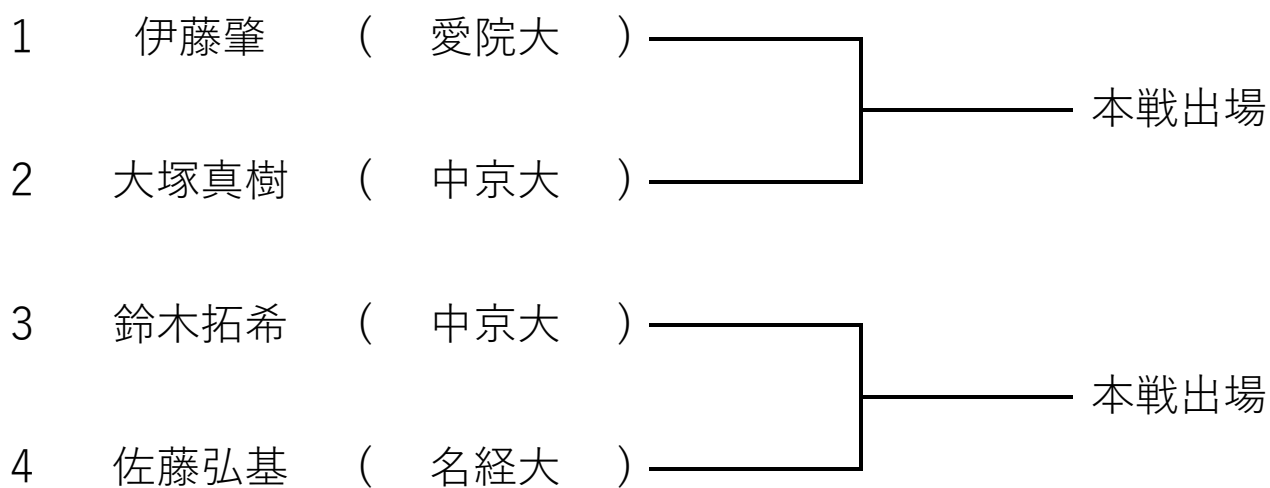 1 伊藤肇 ( 愛院大 )
本戦出場
2 大塚真樹 ( 中京大 )
3 鈴木拓希 ( 中京大 )
本戦出場
4 佐藤弘基 ( 名経大 )